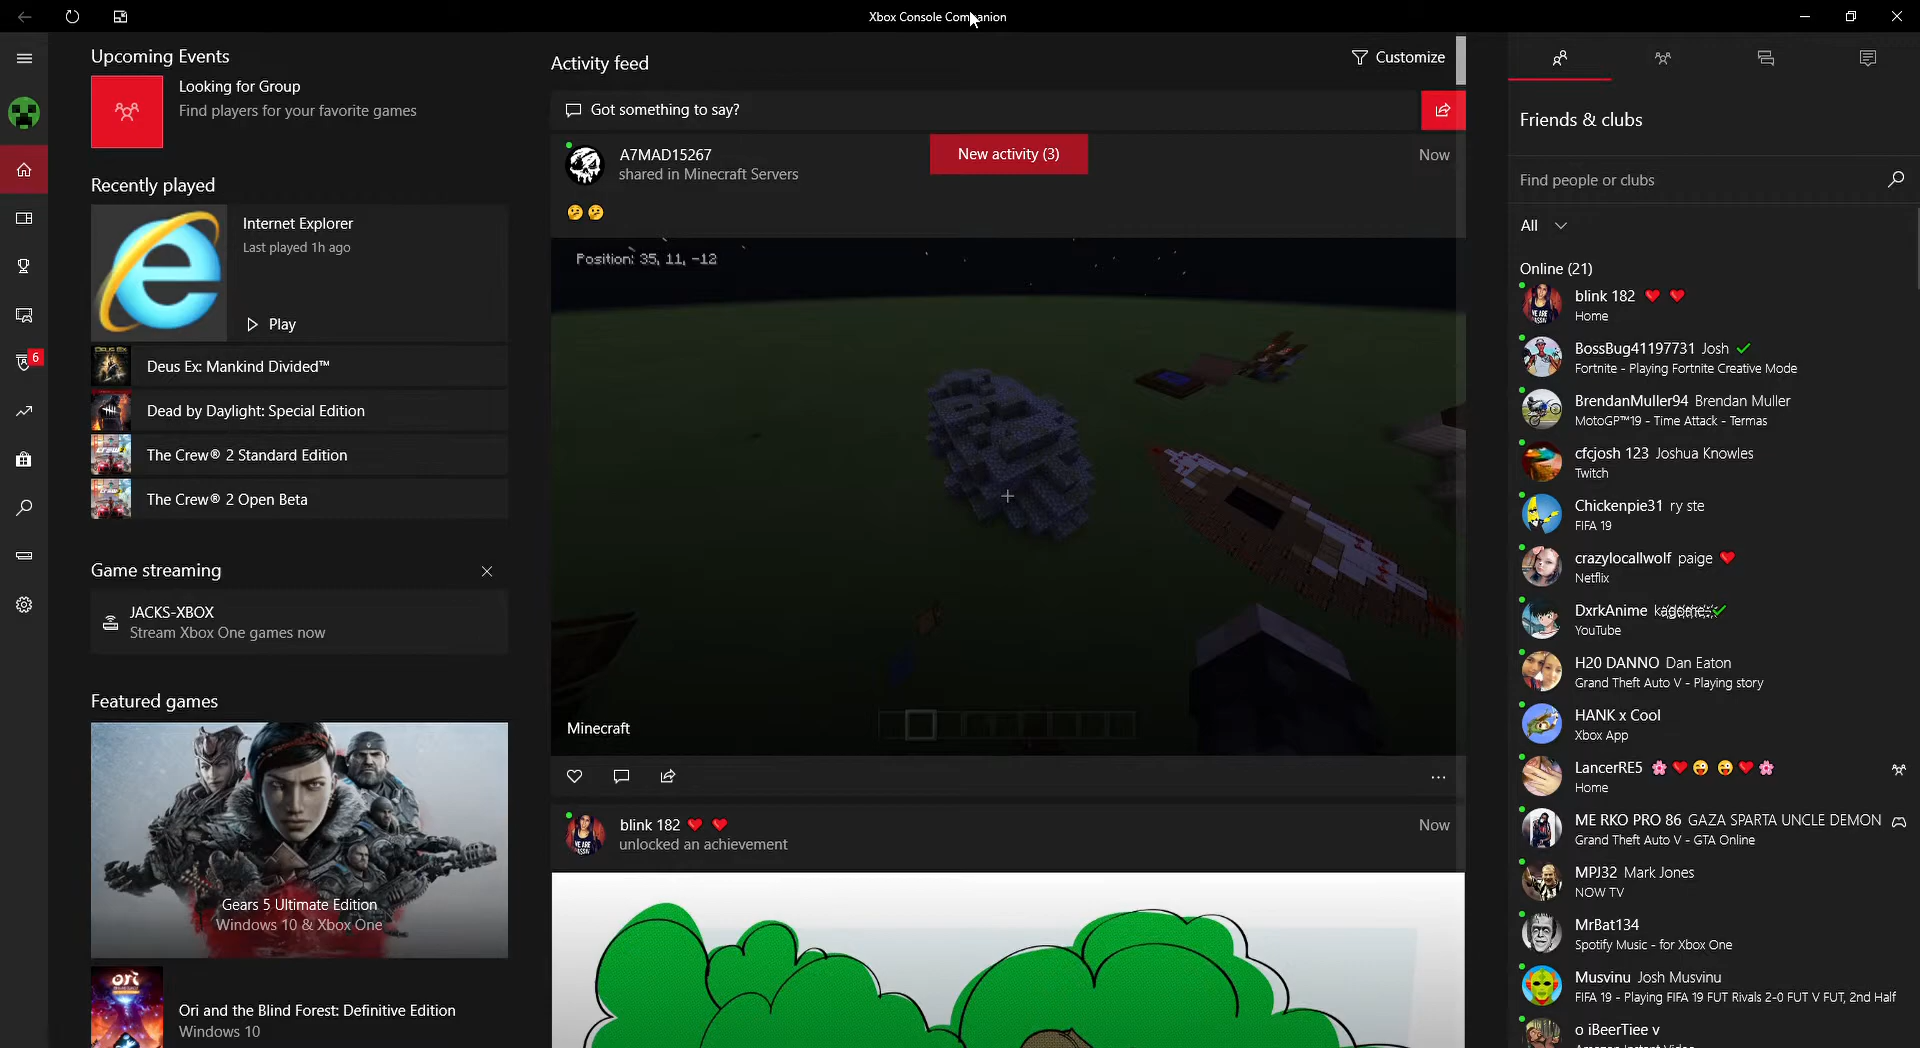 Xbox Console Companion
Upcoming Events
Looking for Group
Find players for your favorite games
Recently played
Internet Explorer
Last played 1h ago
Play
Deus Ex: Mankind Divided™
Dead by Daylight: Special Edition
The Crew® 2 Standard Edition
The Crew® 2 Open Beta
6
Game streaming
JACKS-XBOX
Stream Xbox One games now
Featured games
Gears 5 Ultimate Edition
Windows 10 & Xbox One
ori
Ori and the Blind Forest: Definitive Edition
Windows 10
Activity feed
Customize
Got something to say?
New activity (3)
A7MAD15267
Now
shared in Minecraft Servers
🤔 🤔
Position: 35, 11, -12
Minecraft
blink 182 ❤ ❤
Now
unlocked an achievement
Friends & clubs
Find people or clubs
All
Online (21)
blink 182 ❤ ❤
Home
BossBug41197731 Josh ✓
Fortnite - Playing Fortnite Creative Mode
BrendanMuller94 Brendan Muller
MotoGP™19 - Time Attack - Termas
cfcjosh 123 Joshua Knowles
Twitch
Chickenpie31 ry ste
FIFA 19
crazylocallwolf paige ❤
Netflix
DxrkAnime
YouTube
H20 DANNO Dan Eaton
Grand Theft Auto V - Playing story
HANK x Cool
Xbox App
LancerRE5 🌸❤😜 😜❤🌸
Home
ME RKO PRO 86 GAZA SPARTA UNCLE DEMON
Grand Theft Auto V - GTA Online
MPJ32 Mark Jones
NOW TV
MrBat134
Spotify Music - for Xbox One
Musvinu Josh Musvinu
FIFA 19 - Playing FIFA 19 FUT Rivals 2-0 FUT V FUT, 2nd Half
o iBeerTiee v